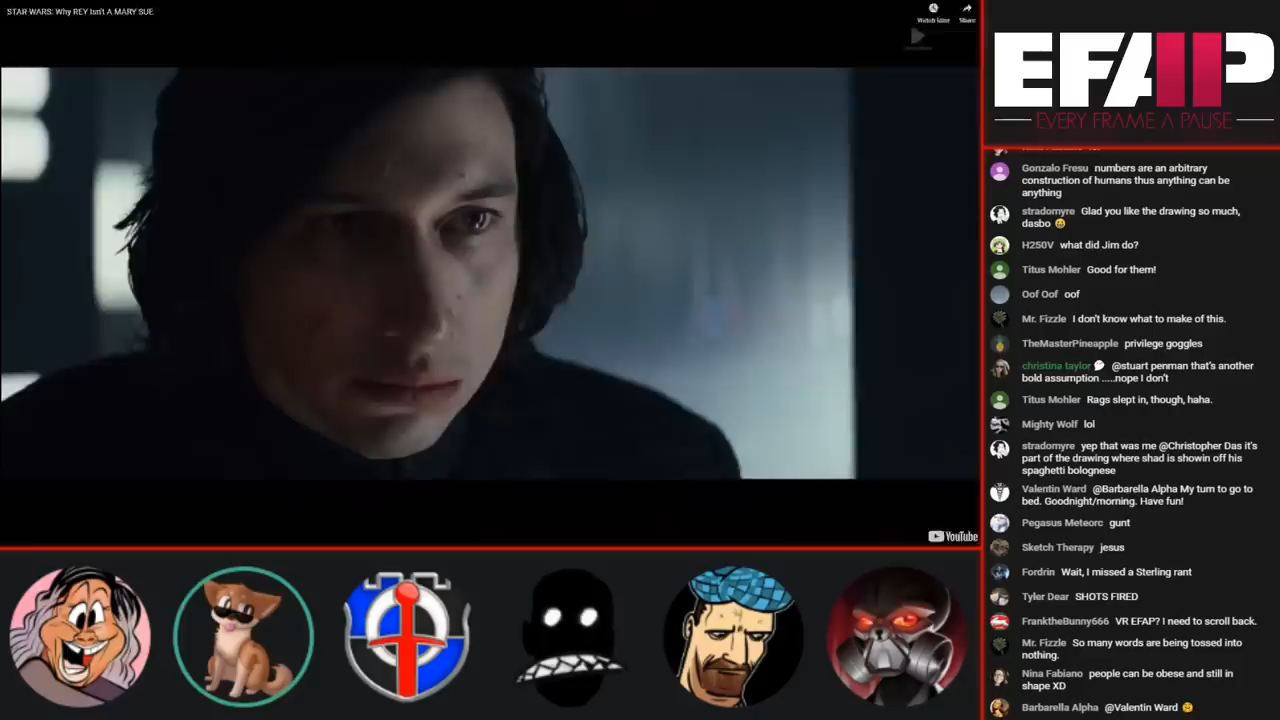 STAR WARS: Why REY Isn't A MARY SUE
Watch later
Share
YouTube
EFAP
EVERY FRAME A PAUSE
Gonzalo Fresu numbers are an arbitrary
construction of humans thus anything can be
anything
stradomyre Glad you like the drawing so much,
dasbo
H250V what did Jim do?
Titus Mohler Good for them!
Oof Oof oof
Mr. Fizzle I don't know what to make of this.
TheMasterPineapple privilege goggles
christina taylor @stuart penman that's another
bold assumption .....nope I don't
Titus Mohler Rags slept in, though, haha.
Mighty Wolf lol
stradomyre yep that was me @Christopher Das it's
part of the drawing where shad is showin off his
spaghetti bolognese
Valentin Ward @Barbarella Alpha My turn to go to
bed. Goodnight/morning. Have fun!
Pegasus Meteorc gunt
Sketch Therapy jesus
Fordrin Wait, I missed a Sterling rant
Tyler Dear SHOTS FIRED
FranktheBunny666 VR EFAP? I need to scroll back.
Mr. Fizzle So many words are being tossed into
nothing.
Nina Fabiano people can be obese and still in
shape XD
Barbarella Alpha @Valentin Ward